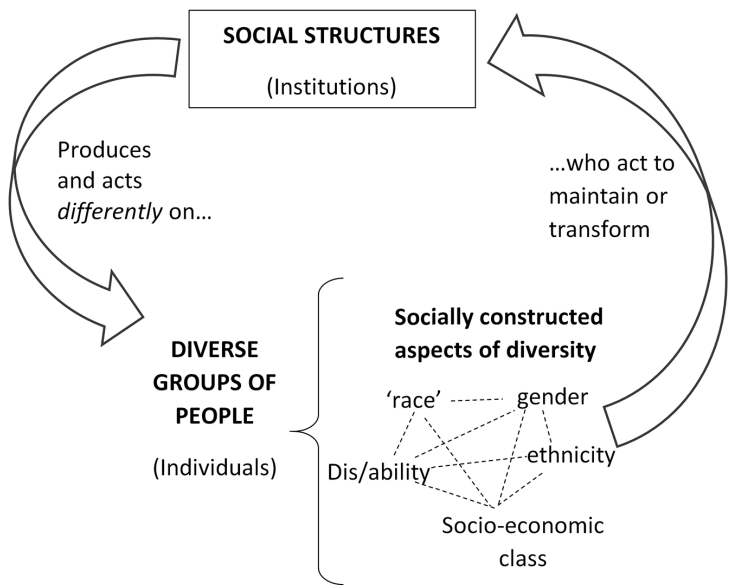 SOCIAL STRUCTURES
(Institutions)
Produces
and acts
differently on…
…who act to
maintain or
transform
DIVERSE
GROUPS OF
PEOPLE
(Individuals)
Socially constructed
aspects of diversity
‘race’
gender
Dis/ability
ethnicity
Socio-economic
class